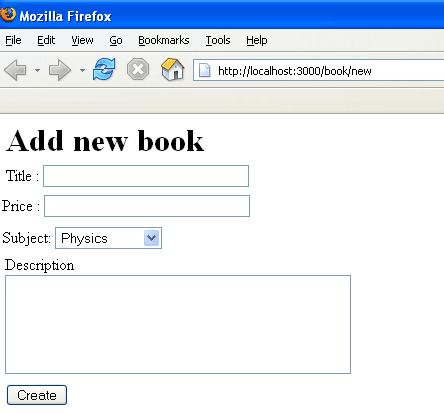 Mozilla Firefox
File Edit View Go Bookmarks Tools Help
http://localhost:3000/book/new
Add new book
Title :
Price :
Subject: Physics
Description
Create